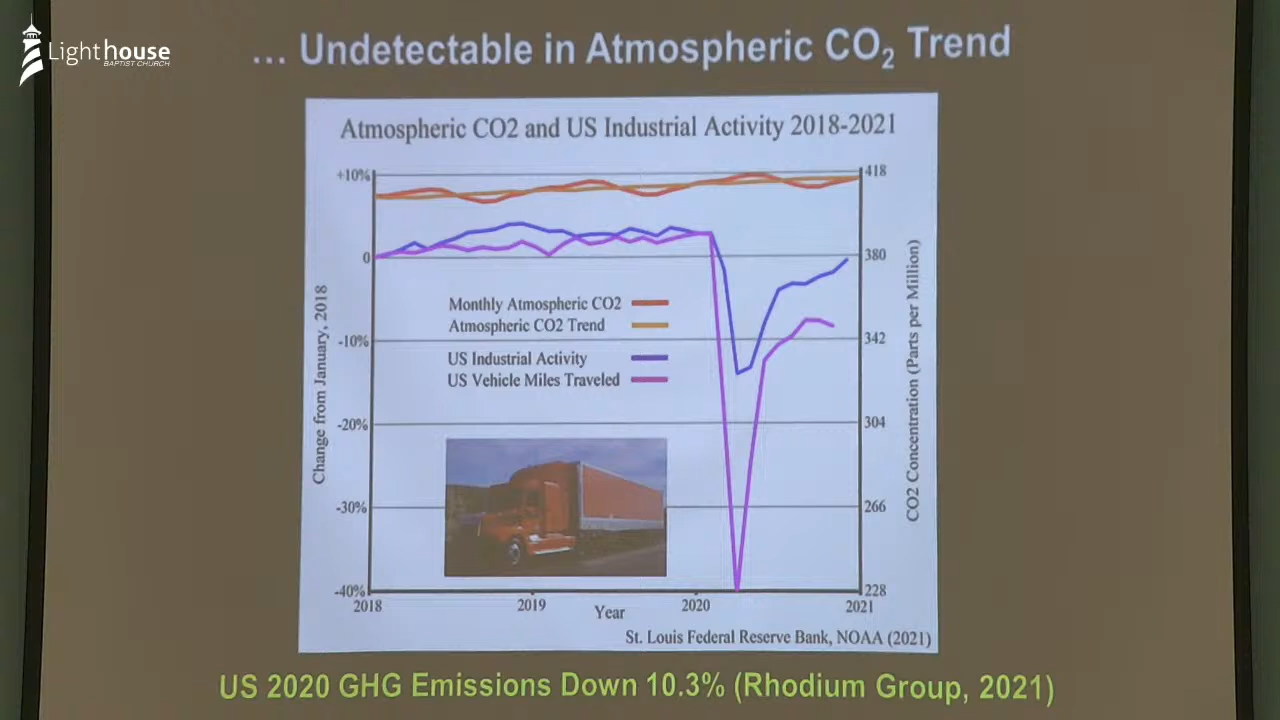 Lighthouse
BAPTIST CHURCH
... Undetectable in Atmospheric CO₂ Trend
Atmospheric CO2 and US Industrial Activity 2018-2021
+10%
0
-10%
-20%
-30%
-40%
Change from January, 2018
418
380
342
304
266
228
CO2 Concentration (Parts per Million)
Monthly Atmospheric CO2
Atmospheric CO2 Trend
US Industrial Activity
US Vehicle Miles Traveled
2018
2019
2020
2021
Year
St. Louis Federal Reserve Bank, NOAA (2021)
US 2020 GHG Emissions Down 10.3% (Rhodium Group, 2021)